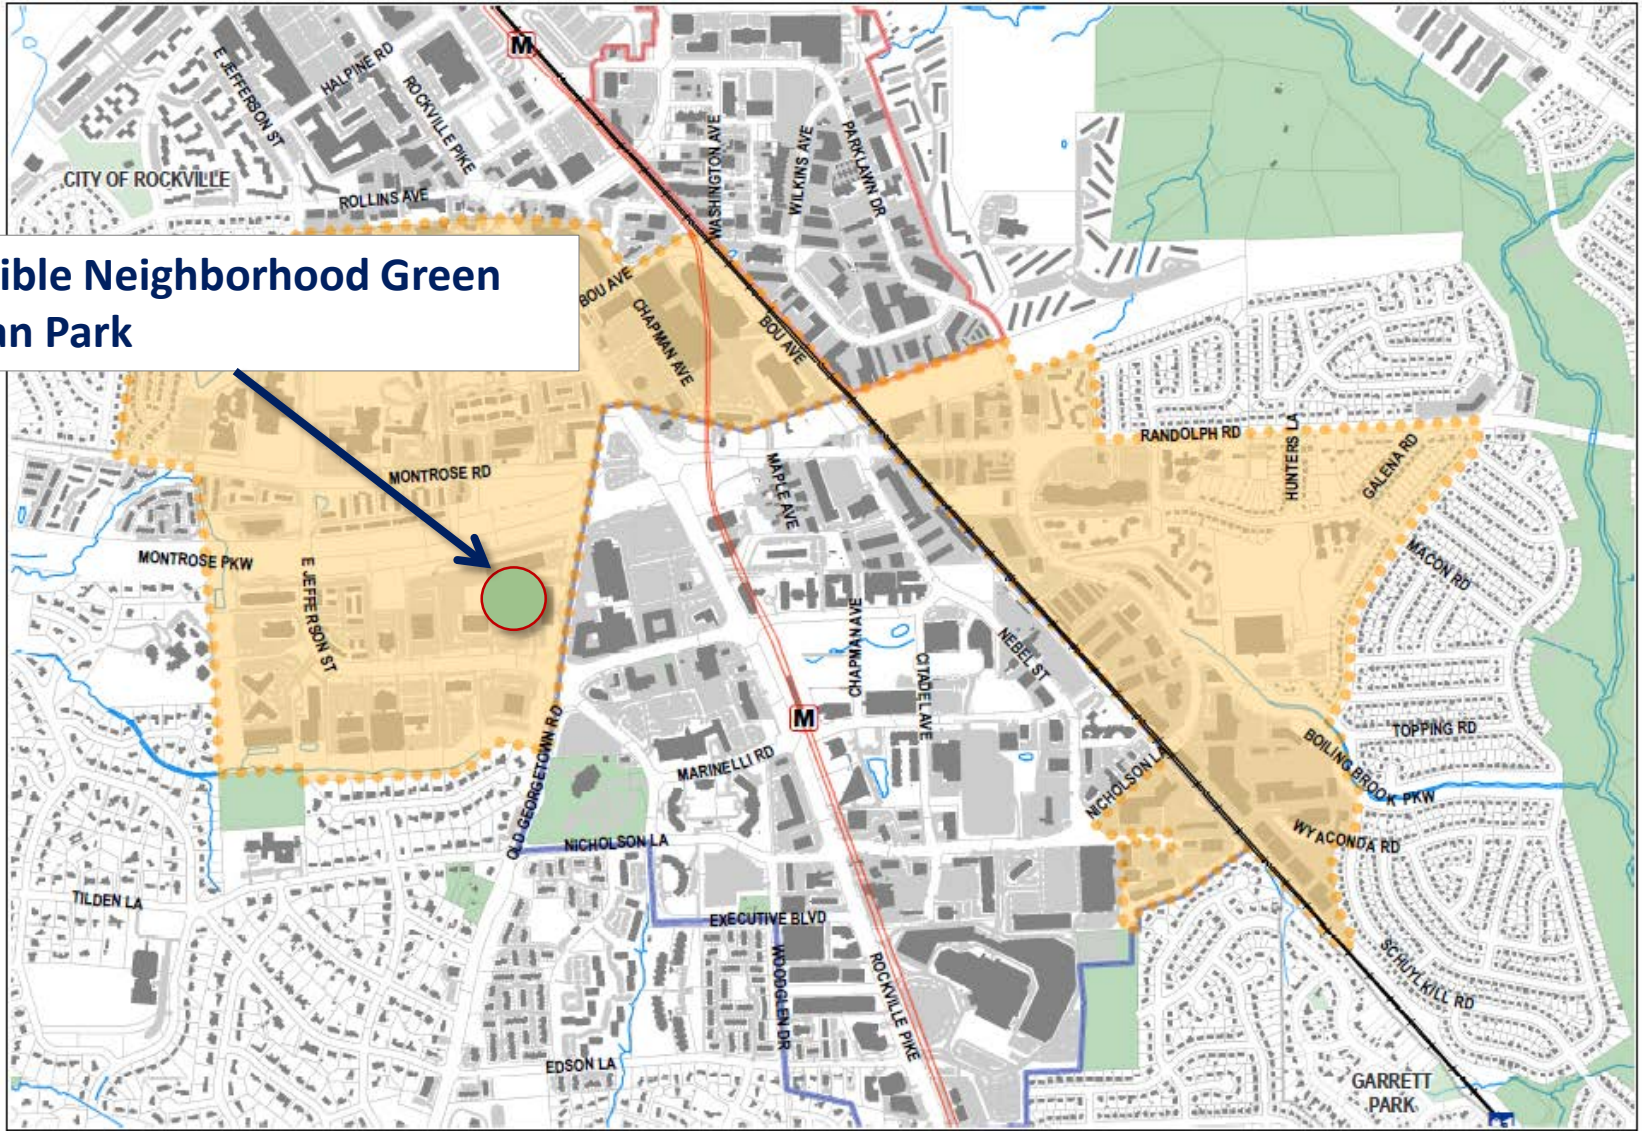 M
E JEFFERSON ST
HALPINE RD
ROCKVILLE PIKE
WASHINGTON AVE
WILKINS AVE
PARKLAWN DR
CITY OF ROCKVILLE
ROLLINS AVE
ible Neighborhood Green
an Park
BOU AVE
CHAPMAN AVE
BOU AVE
RANDOLPH RD
HUNTERS LA
GALENA RD
MONTROSE RD
MAPLE AVE
MONTROSE PKW
E JEFFERSON ST
MACON RD
CHAPMAN AVE
CITADEL AVE
NEBEL ST
M
OLD GEORGETOWN RD
MARINELLI RD
TOPPING RD
BOILING BROOK PKW
NICHOLSON LA
NICHOLSON LA
WYACONDA RD
TILDEN LA
EXECUTIVE BLVD
WOODGLEN DR
ROCKVILLE PIKE
SCHUYLKILL RD
EDSON LA
GARRETT
PARK